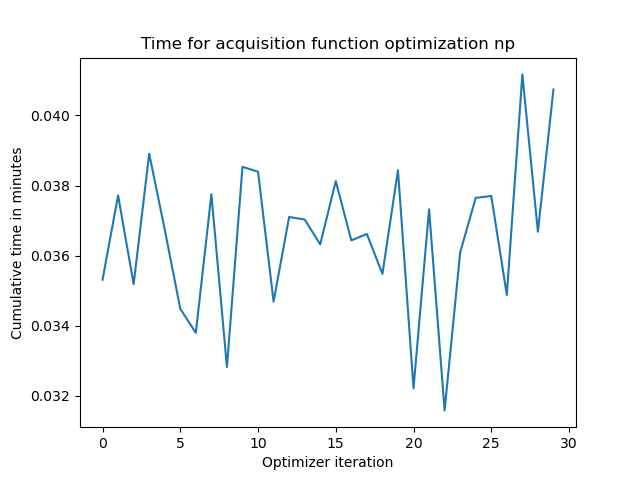 Time for acquisition function optimization np
Cumulative time in minutes
0.040
0.038
0.036
0.034
0.032
0 5 10 15 20 25 30
Optimizer iteration